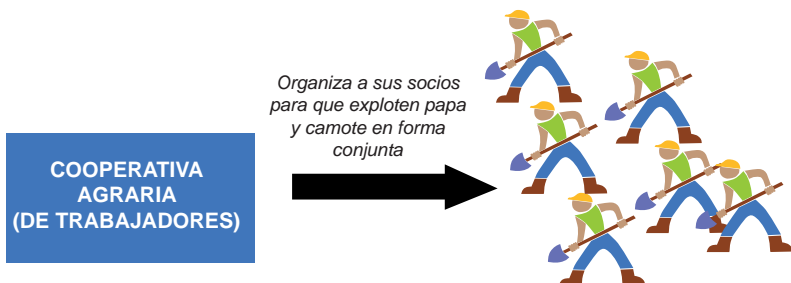 Organiza a sus socios
para que exploten papa
y camote en forma
conjunta
COOPERATIVA
AGRARIA
(DE TRABAJADORES)